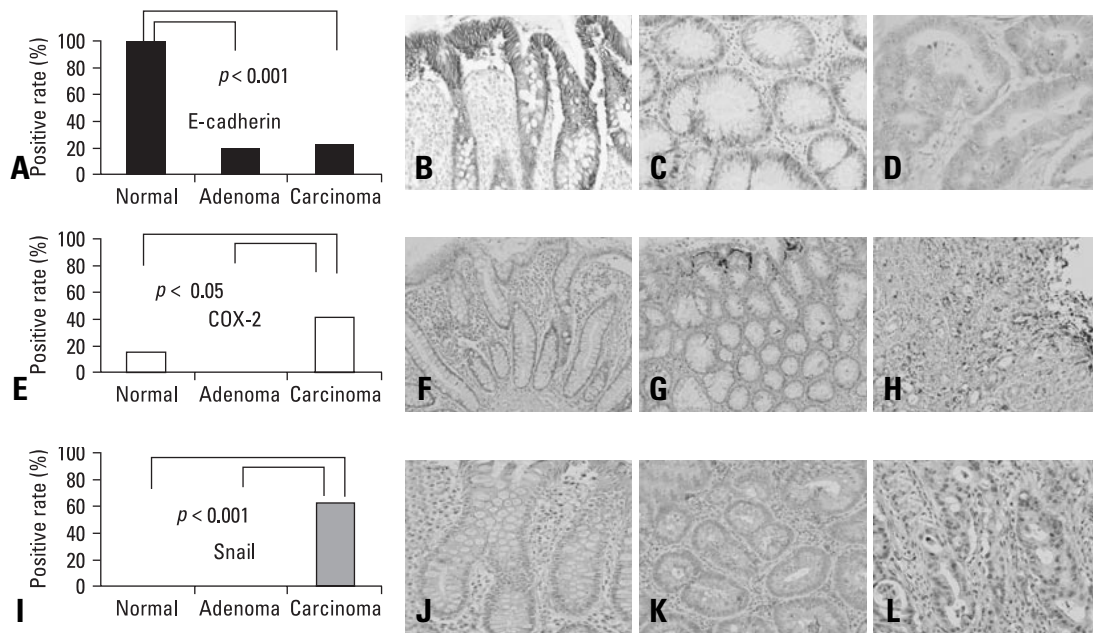 Positive rate (%)
100
80
60
40
20
0
p < 0.001
E-cadherin
Normal Adenoma Carcinoma
A
B
C
D
Positive rate (%)
100
80
60
40
20
0
p < 0.05
COX-2
Normal Adenoma Carcinoma
E
F
G
H
Positive rate (%)
100
80
60
40
20
0
p < 0.001
Snail
Normal Adenoma Carcinoma
I
J
K
L